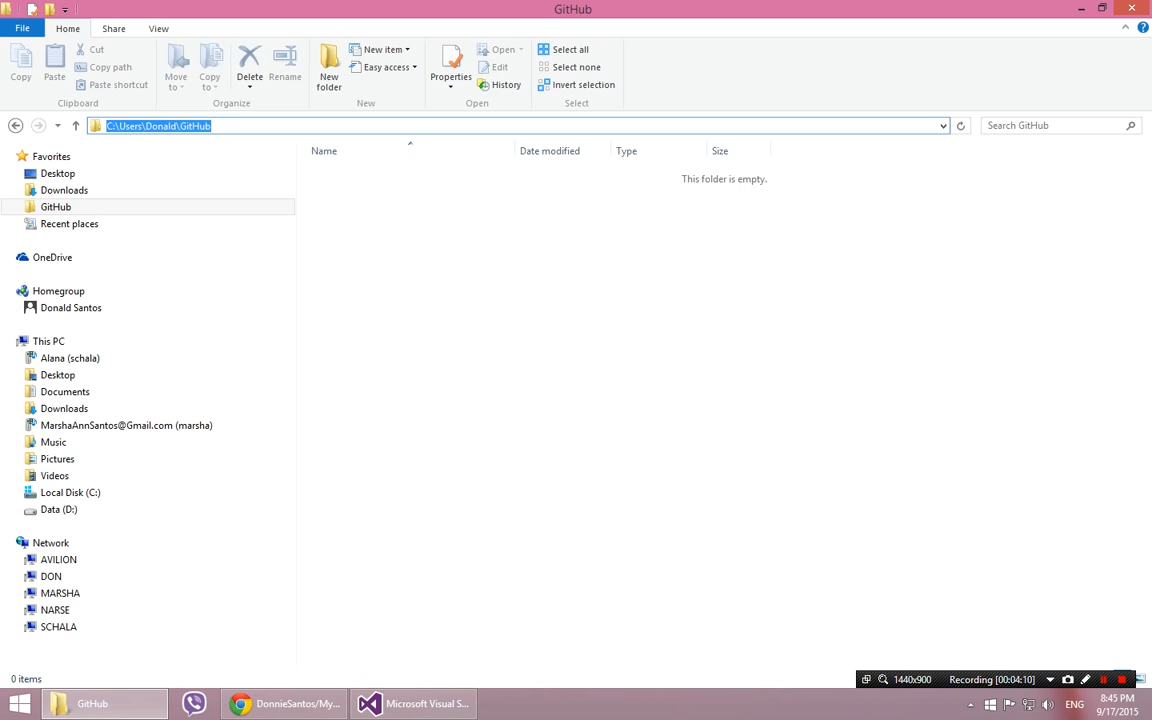 GitHub
File Home Share View
Copy Paste Cut Copy path Paste shortcut
Move to Copy to Delete Rename
New folder New item Easy access
Properties Open Edit History
Select all Select none Invert selection
Clipboard Organize New Open Select
C:\Users\Donald\GitHub Search GitHub
Name Date modified Type Size
This folder is empty.
Favorites
Desktop
Downloads
GitHub
Recent places
OneDrive
Homegroup
Donald Santos
This PC
Alana (schala)
Desktop
Documents
Downloads
MarshaAnnSantos@Gmail.com (marsha)
Music
Pictures
Videos
Local Disk (C:)
Data (D:)
Network
AVILION
DON
MARSHA
NARSE
SCHALA
0 items
1440x900 Recording [00:04:10]
GitHub DonnieSantos/My... Microsoft Visual S...
ENG 8:45 PM
9/17/2015